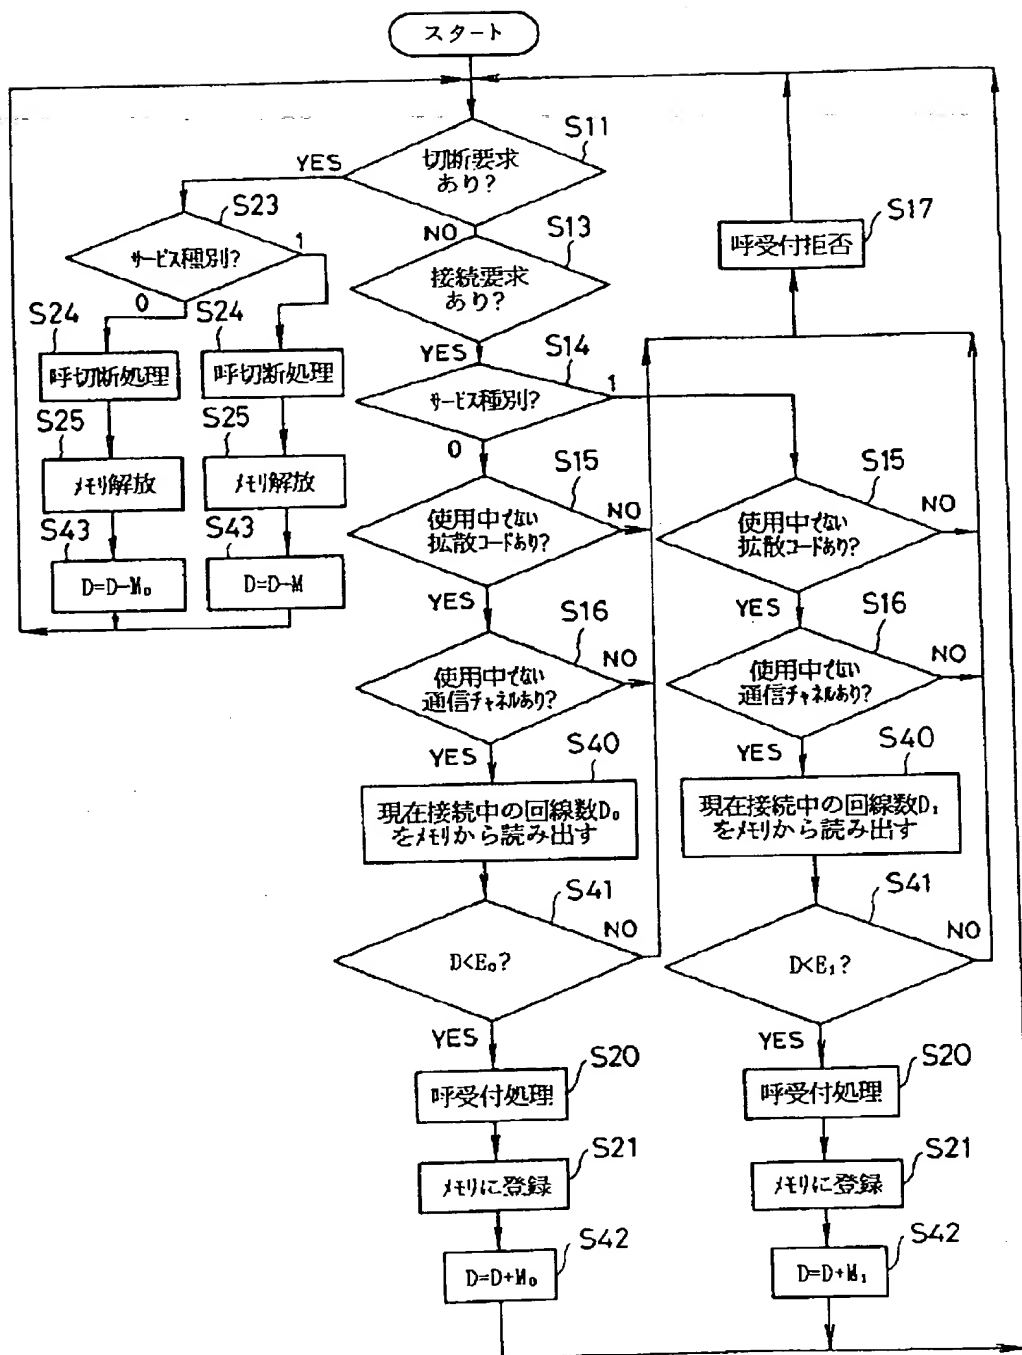 スタート
S11
切断要求
あり?
YES
NO
S23
サービス種別?
1
0
S13
接続要求
あり?
YES
S17
呼受付拒否
S24
呼切断処理
S24
呼切断処理
S14
サービス種別?
1
0
S25
メモリ解放
S25
メモリ解放
S43
D=D-M₀
S43
D=D-M
S15
使用中でない
拡散コードあり?
NO
YES
S15
使用中でない
拡散コードあり?
NO
YES
S16
使用中でない
通信チャネルあり?
NO
YES
S16
使用中でない
通信チャネルあり?
NO
YES
S40
現在接続中の回線数D₀
をメモリから読み出す
S40
現在接続中の回線数D₁
をメモリから読み出す
S41
D<E₀?
NO
YES
S41
D<E₁?
NO
YES
S20
呼受付処理
S20
呼受付処理
S21
メモリに登録
S21
メモリに登録
S42
D=D+M₀
S42
D=D+M₁